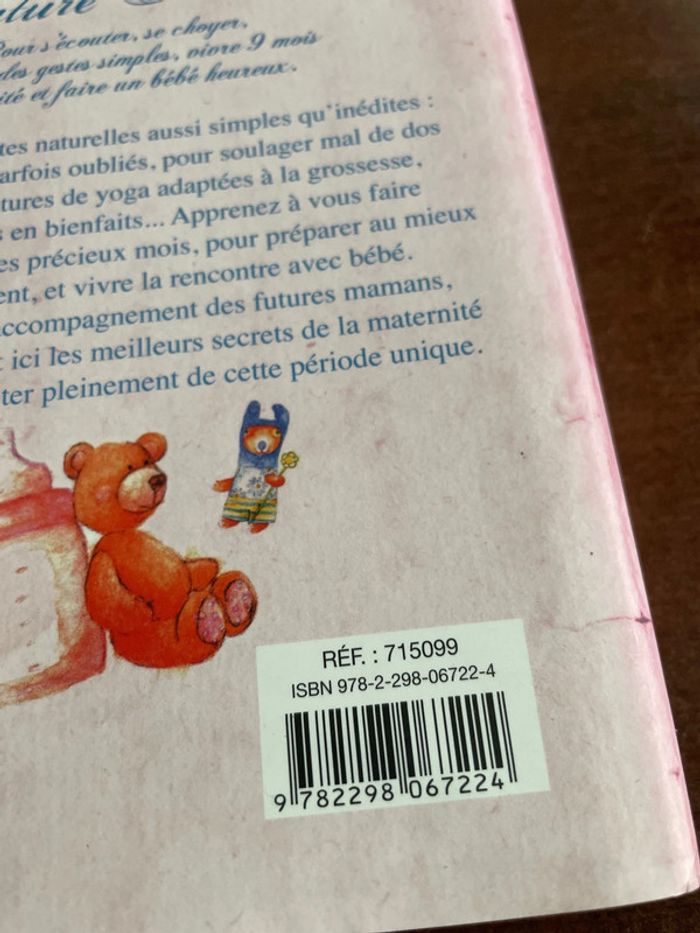 ature
Pour s'écouter, se choyer,
des gestes simples, vivre 9 mois
ité et faire un bébé heureux.
tes naturelles aussi simples qu'inédites :
arfois oubliés, pour soulager mal de dos
tures de yoga adaptées à la grossesse,
s en bienfaits... Apprenez à vous faire
es précieux mois, pour préparer au mieux
ent, et vivre la rencontre avec bébé.
accompagnement des futures mamans,
t ici les meilleurs secrets de la maternité
ter pleinement de cette période unique.
RÉF. : 715099
ISBN 978-2-298-06722-4
9 782298 067224